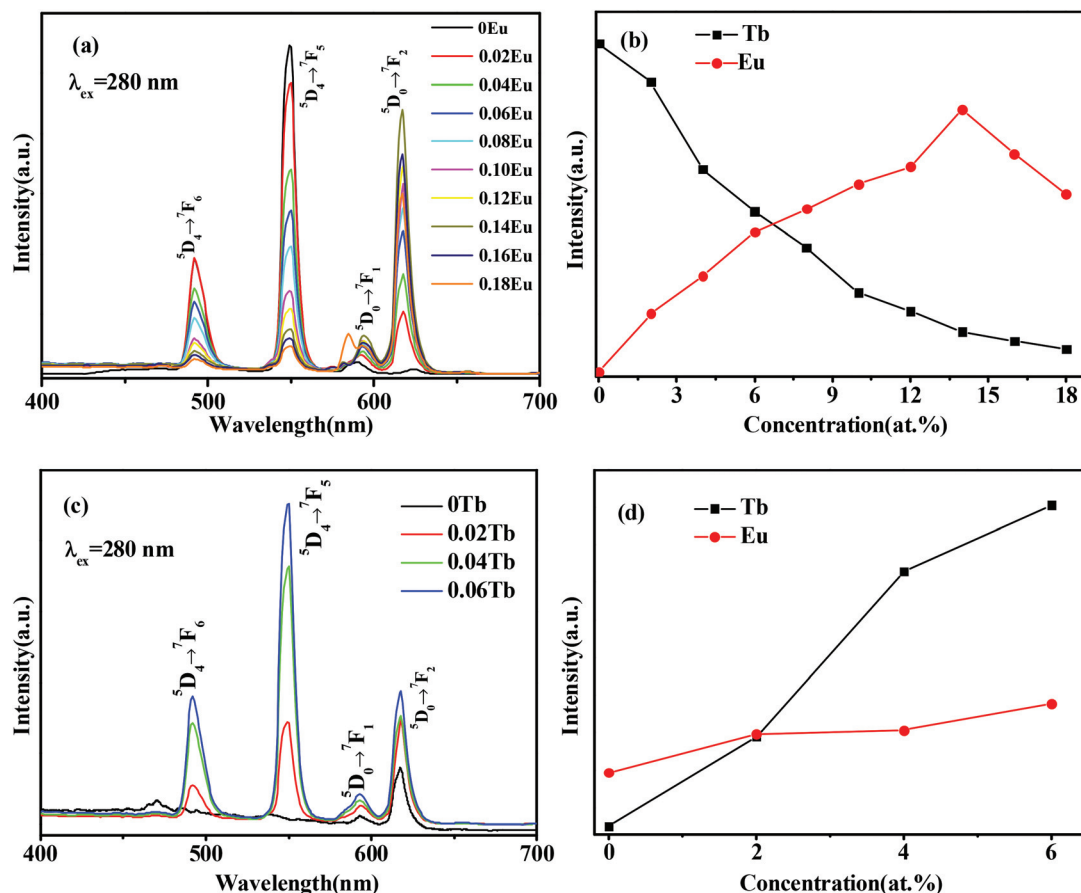 (a)
λex=280 nm
⁵D₄→⁷F₆
⁵D₄→⁷F₅
⁵D₀→⁷F₁
⁵D₀→⁷F₂
0Eu
0.02Eu
0.04Eu
0.06Eu
0.08Eu
0.10Eu
0.12Eu
0.14Eu
0.16Eu
0.18Eu
Intensity(a.u.)
400 500 600 700
Wavelength(nm)
(b)
Tb
Eu
Intensity(a.u.)
0 3 6 9 12 15 18
Concentration(at.%)
(c)
λex=280 nm
⁵D₄→⁷F₆
⁵D₄→⁷F₅
⁵D₀→⁷F₁
⁵D₀→⁷F₂
0Tb
0.02Tb
0.04Tb
0.06Tb
Intensity(a.u.)
400 500 600 700
Wavelength(nm)
(d)
Tb
Eu
Intensity(a.u.)
0 2 4 6
Concentration(at.%)